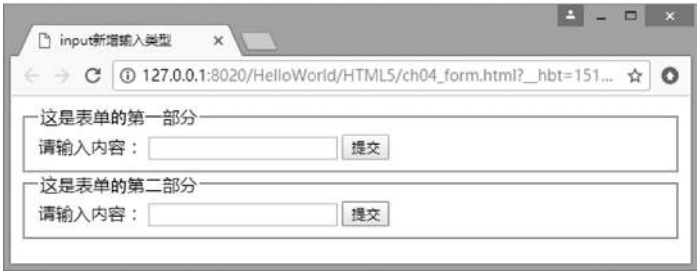 input新增输入类型
127.0.0.1:8020/HelloWorld/HTML5/ch04_form.html?__hbt=151...
这是表单的第一部分
请输入内容： 提交
这是表单的第二部分
请输入内容： 提交